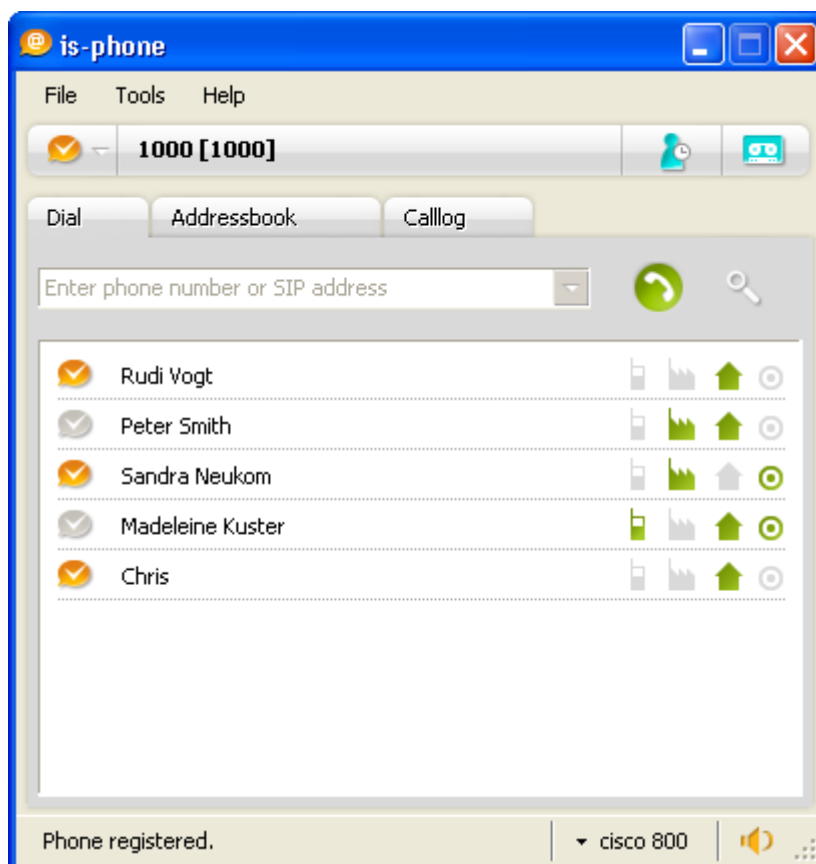 is-phone
File Tools Help
1000 [1000]
Dial Addressbook Calllog
Enter phone number or SIP address
Rudi Vogt
Peter Smith
Sandra Neukom
Madeleine Kuster
Chris
Phone registered. cisco 800